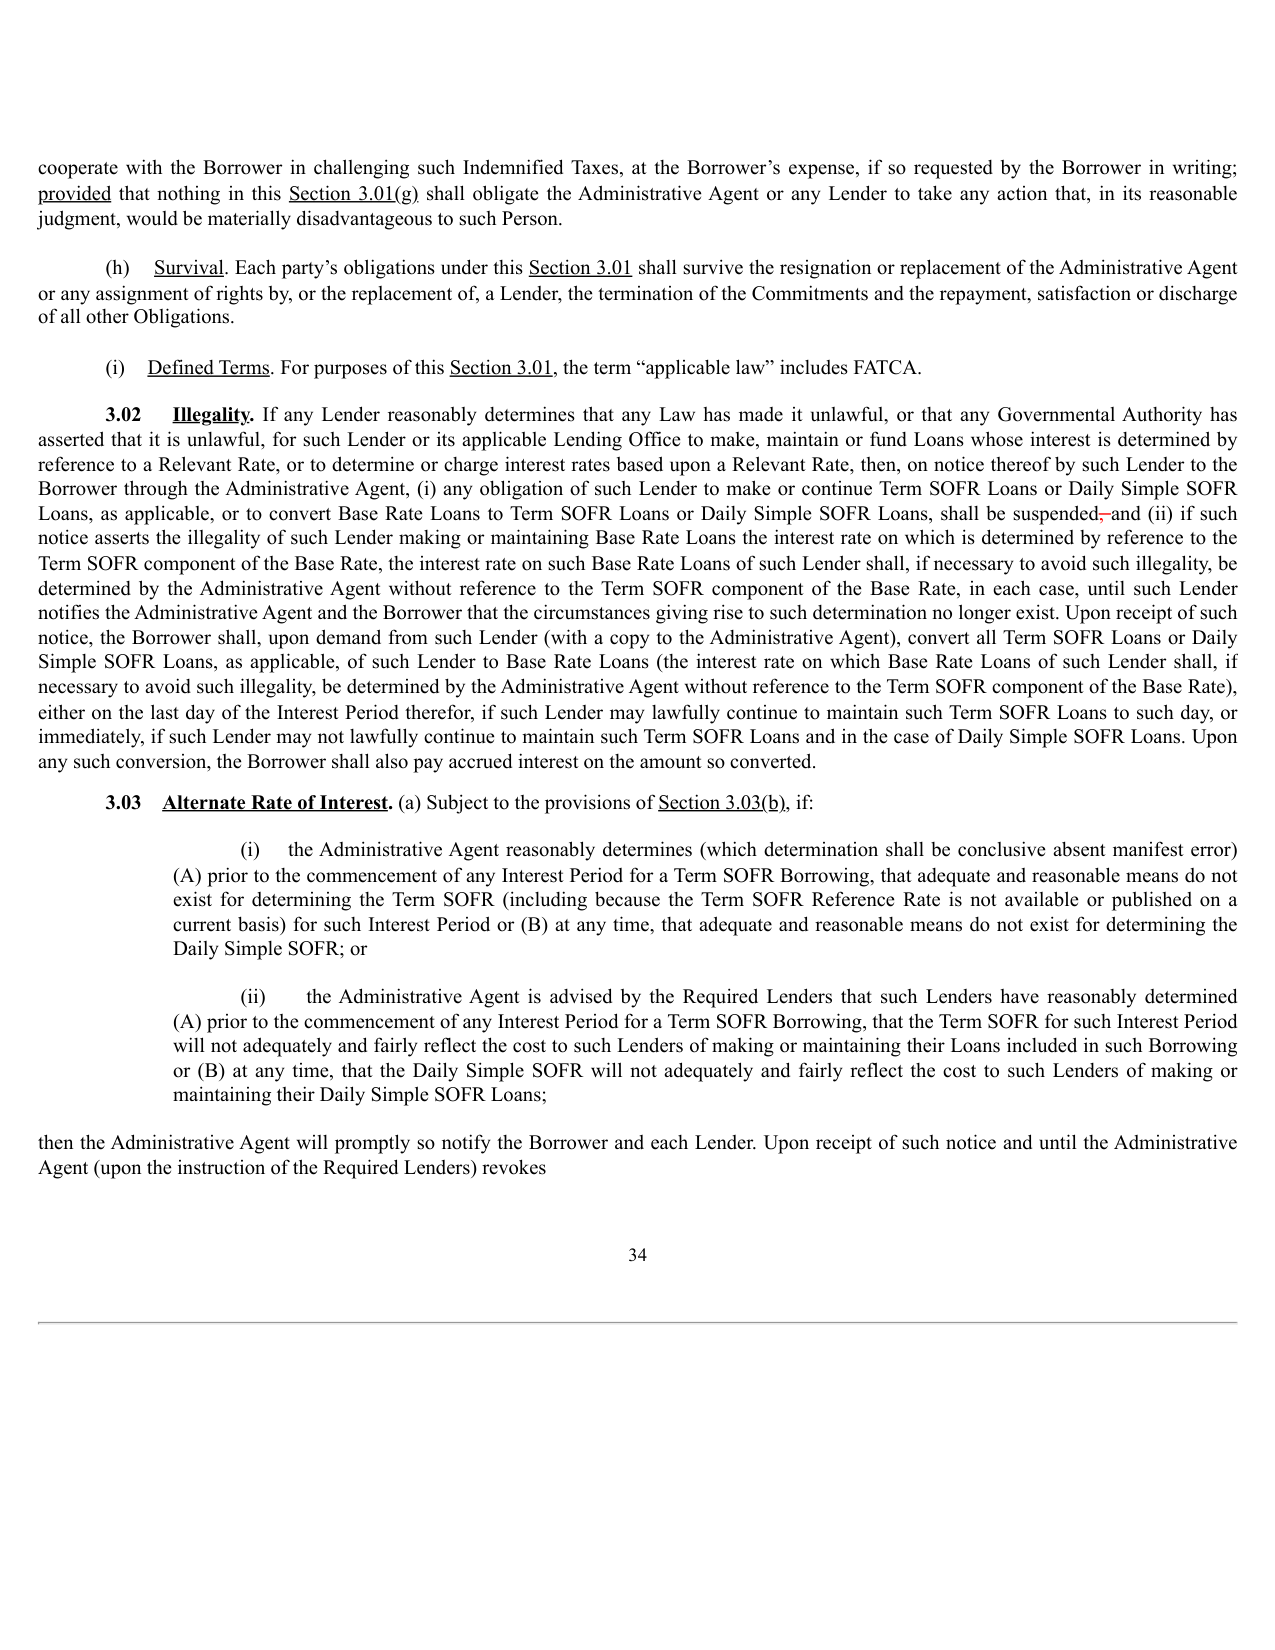 cooperate with the Borrower in challenging such Indemnified Taxes, at the Borrower’s expense, if so requested by the Borrower in writing;
provided that nothing in this Section 3.01(g) shall obligate the Administrative Agent or any Lender to take any action that, in its reasonable
judgment, would be materially disadvantageous to such Person.
(h) Survival. Each party’s obligations under this Section 3.01 shall survive the resignation or replacement of the Administrative Agent
or any assignment of rights by, or the replacement of, a Lender, the termination of the Commitments and the repayment, satisfaction or discharge
of all other Obligations.
(i) Defined Terms. For purposes of this Section 3.01, the term “applicable law” includes FATCA.
3.02 Illegality. If any Lender reasonably determines that any Law has made it unlawful, or that any Governmental Authority has
asserted that it is unlawful, for such Lender or its applicable Lending Office to make, maintain or fund Loans whose interest is determined by
reference to a Relevant Rate, or to determine or charge interest rates based upon a Relevant Rate, then, on notice thereof by such Lender to the
Borrower through the Administrative Agent, (i) any obligation of such Lender to make or continue Term SOFR Loans or Daily Simple SOFR
Loans, as applicable, or to convert Base Rate Loans to Term SOFR Loans or Daily Simple SOFR Loans, shall be suspended, and (ii) if such
notice asserts the illegality of such Lender making or maintaining Base Rate Loans the interest rate on which is determined by reference to the
Term SOFR component of the Base Rate, the interest rate on such Base Rate Loans of such Lender shall, if necessary to avoid such illegality, be
determined by the Administrative Agent without reference to the Term SOFR component of the Base Rate, in each case, until such Lender
notifies the Administrative Agent and the Borrower that the circumstances giving rise to such determination no longer exist. Upon receipt of such
notice, the Borrower shall, upon demand from such Lender (with a copy to the Administrative Agent), convert all Term SOFR Loans or Daily
Simple SOFR Loans, as applicable, of such Lender to Base Rate Loans (the interest rate on which Base Rate Loans of such Lender shall, if
necessary to avoid such illegality, be determined by the Administrative Agent without reference to the Term SOFR component of the Base Rate),
either on the last day of the Interest Period therefor, if such Lender may lawfully continue to maintain such Term SOFR Loans to such day, or
immediately, if such Lender may not lawfully continue to maintain such Term SOFR Loans and in the case of Daily Simple SOFR Loans. Upon
any such conversion, the Borrower shall also pay accrued interest on the amount so converted.
3.03 Alternate Rate of Interest. (a) Subject to the provisions of Section 3.03(b), if:
(i) the Administrative Agent reasonably determines (which determination shall be conclusive absent manifest error)
(A) prior to the commencement of any Interest Period for a Term SOFR Borrowing, that adequate and reasonable means do not
exist for determining the Term SOFR (including because the Term SOFR Reference Rate is not available or published on a
current basis) for such Interest Period or (B) at any time, that adequate and reasonable means do not exist for determining the
Daily Simple SOFR; or
(ii) the Administrative Agent is advised by the Required Lenders that such Lenders have reasonably determined
(A) prior to the commencement of any Interest Period for a Term SOFR Borrowing, that the Term SOFR for such Interest Period
will not adequately and fairly reflect the cost to such Lenders of making or maintaining their Loans included in such Borrowing
or (B) at any time, that the Daily Simple SOFR will not adequately and fairly reflect the cost to such Lenders of making or
maintaining their Daily Simple SOFR Loans;
then the Administrative Agent will promptly so notify the Borrower and each Lender. Upon receipt of such notice and until the Administrative
Agent (upon the instruction of the Required Lenders) revokes
34